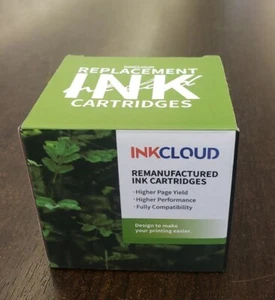 REPLACEMENT
INK
CARTRIDGES
INKCLOUD
REMANUFACTURED
INK CARTRIDGES
·Higher Page Yield
·Higher Performance
·Fully Compatibility
Design to make
your printing easier